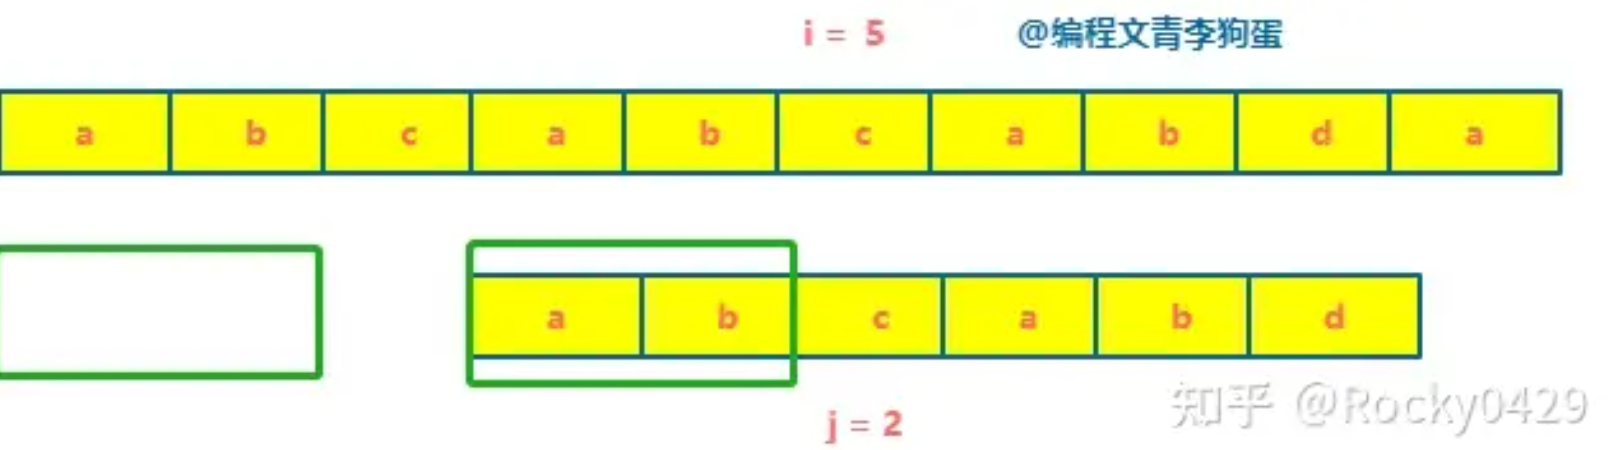 i = 5 @编程文青李狗蛋
a b c a b c a b d a
a b c a b d
j = 2
知乎 @Rocky0429